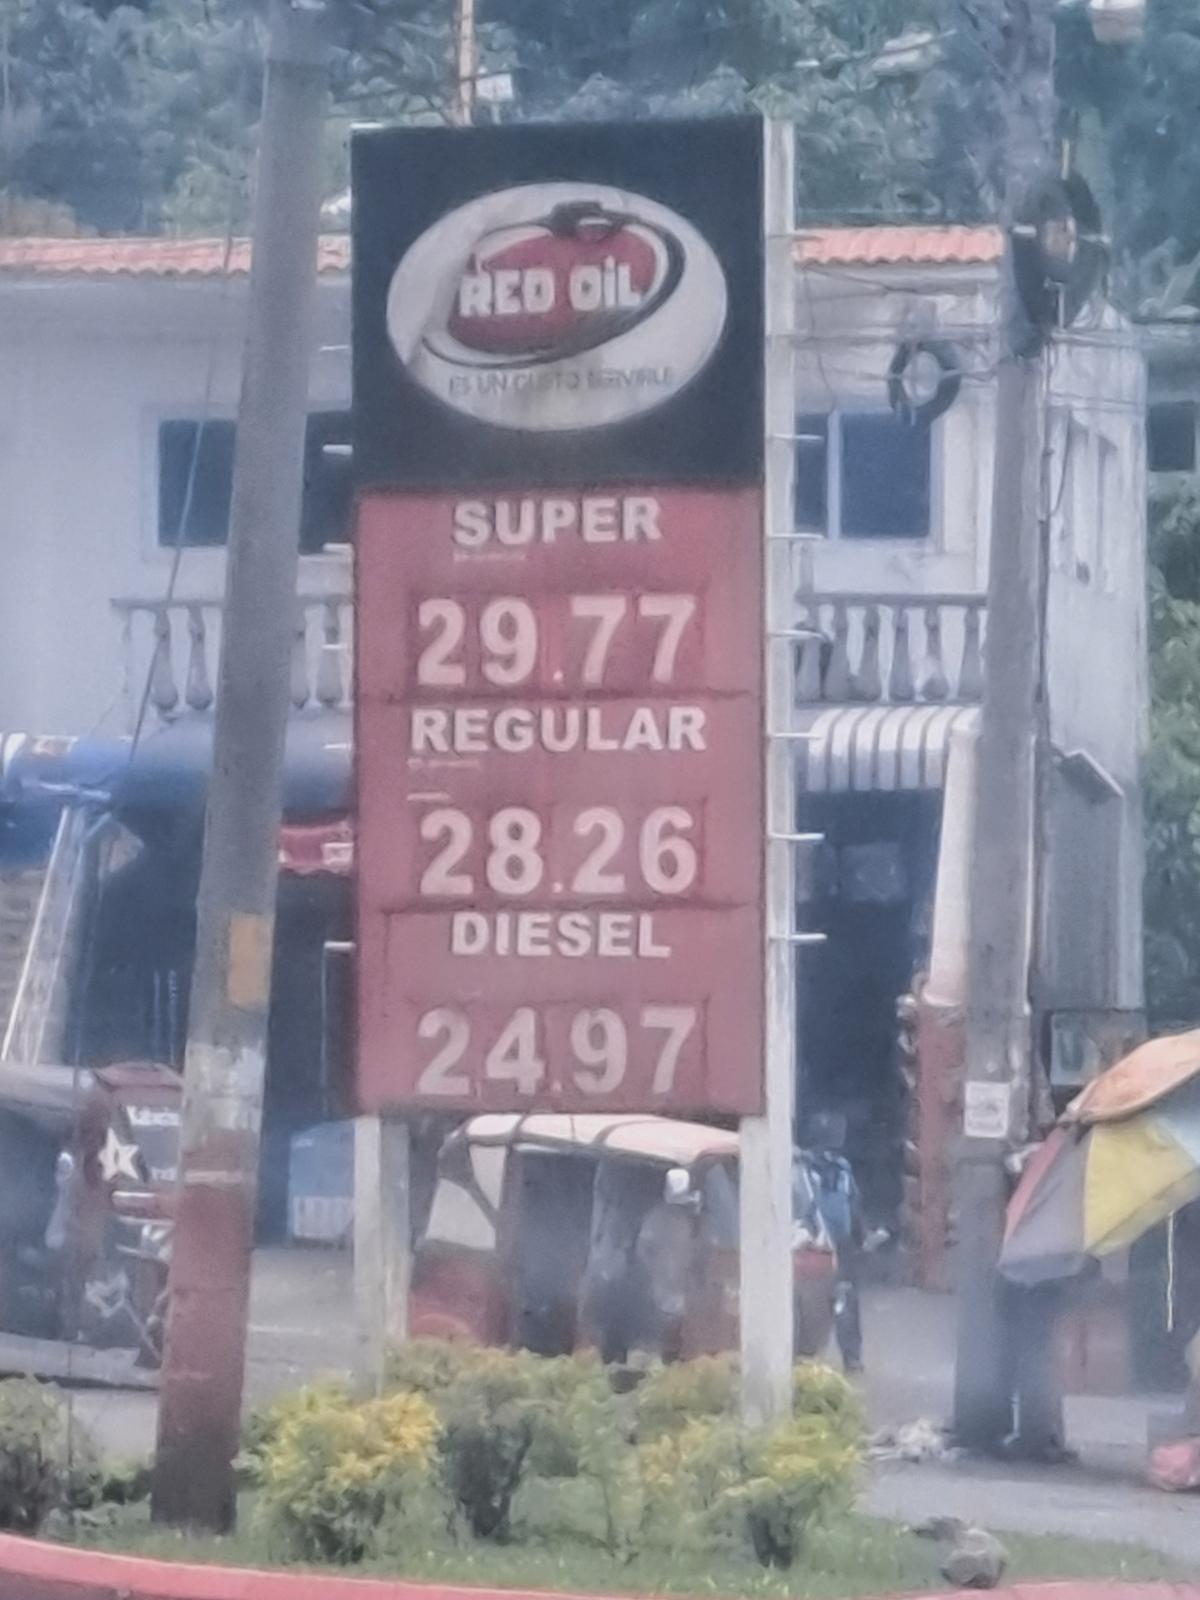 RED OIL
ES UN GUSTO SERVIRLE
SUPER
29.77
REGULAR
28.26
DIESEL
24.97